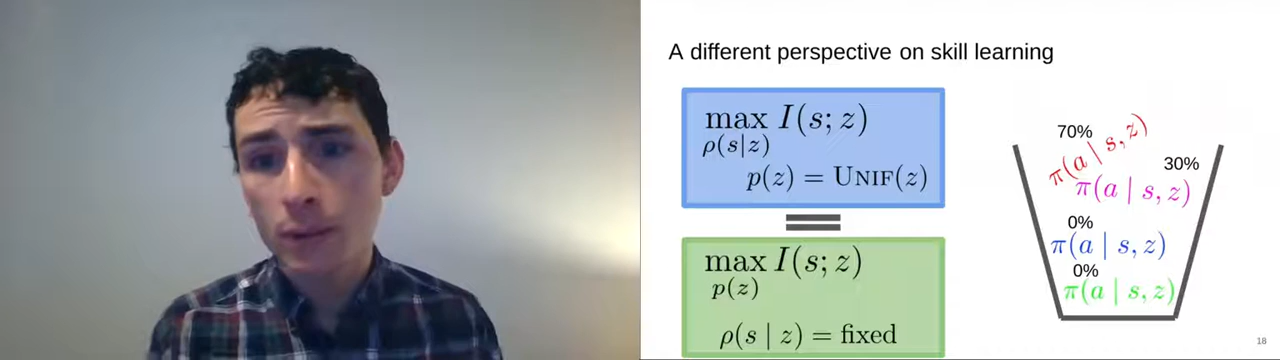 A different perspective on skill learning
max I(s; z)
ρ(s|z)
p(z) = UNIF(z)
=
max I(s; z)
p(z)
ρ(s | z) = fixed
70%
π(a | s, z)
30%
π(a | s, z)
0%
π(a | s, z)
0%
π(a | s, z)
18